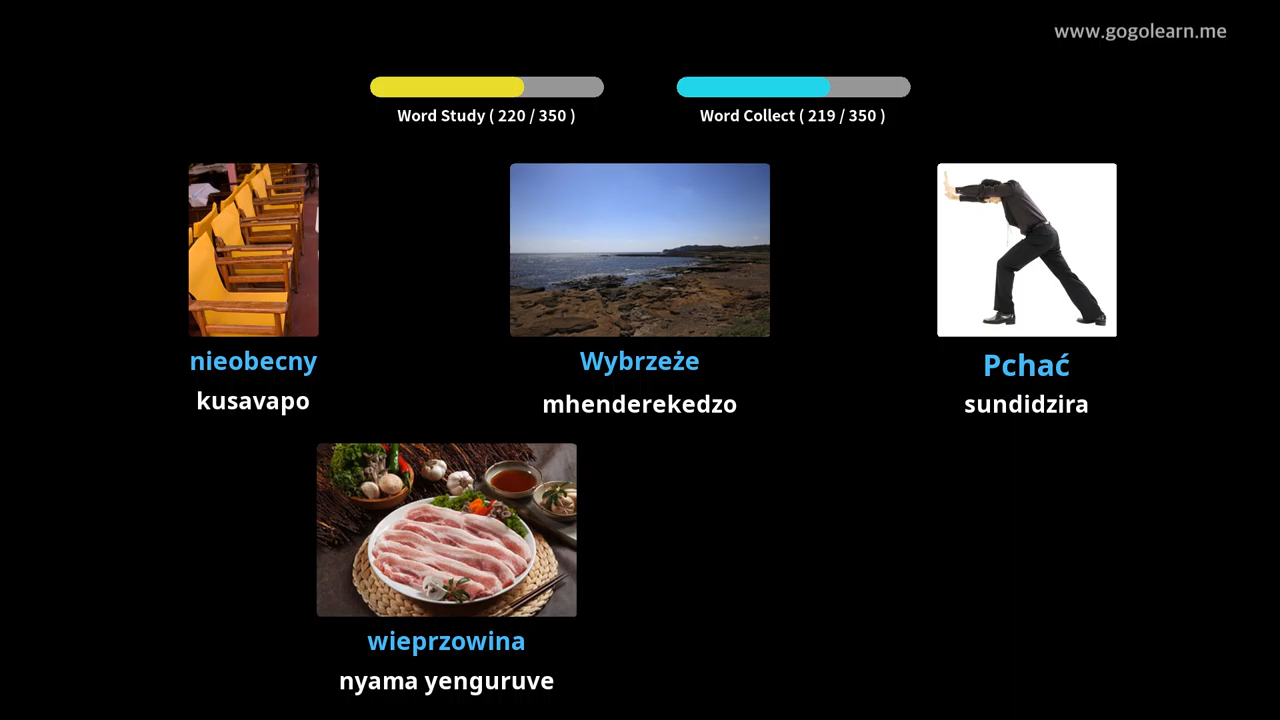 www.gogolearn.me
Word Study ( 220 / 350 )
Word Collect ( 219 / 350 )
nieobecny
kusavapo
Wybrzeże
mhenderekedzo
Pchać
sundidzira
wieprzowina
nyama yenguruve